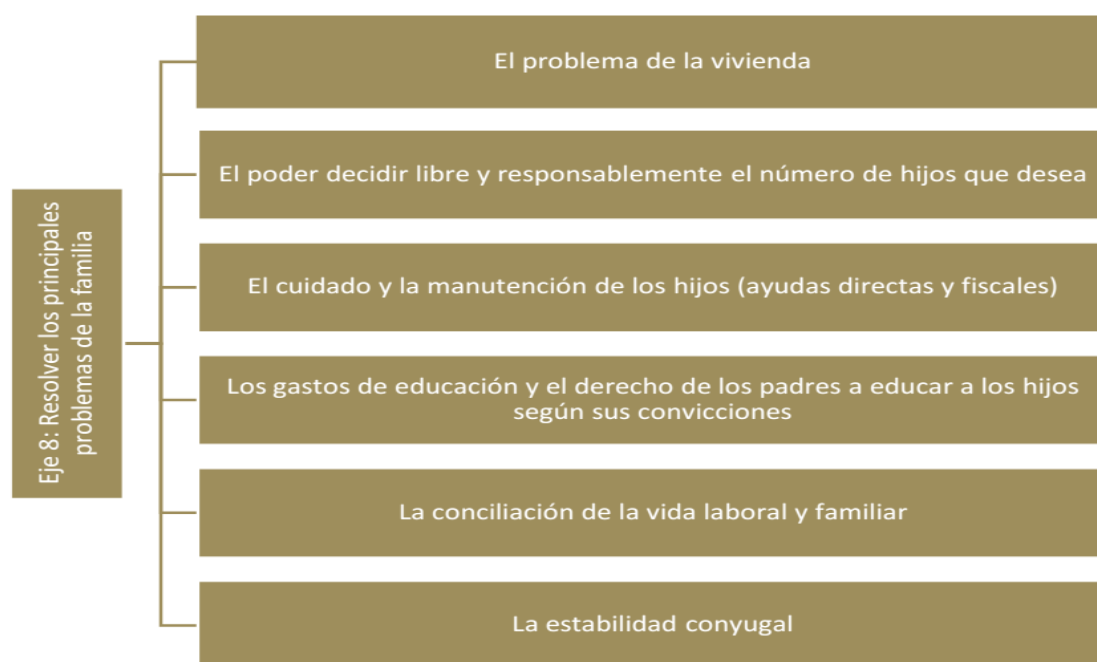 Eje 8: Resolver los principales
problemas de la familia
El problema de la vivienda
El poder decidir libre y responsablemente el número de hijos que desea
El cuidado y la manutención de los hijos (ayudas directas y fiscales)
Los gastos de educación y el derecho de los padres a educar a los hijos
según sus convicciones
La conciliación de la vida laboral y familiar
La estabilidad conyugal